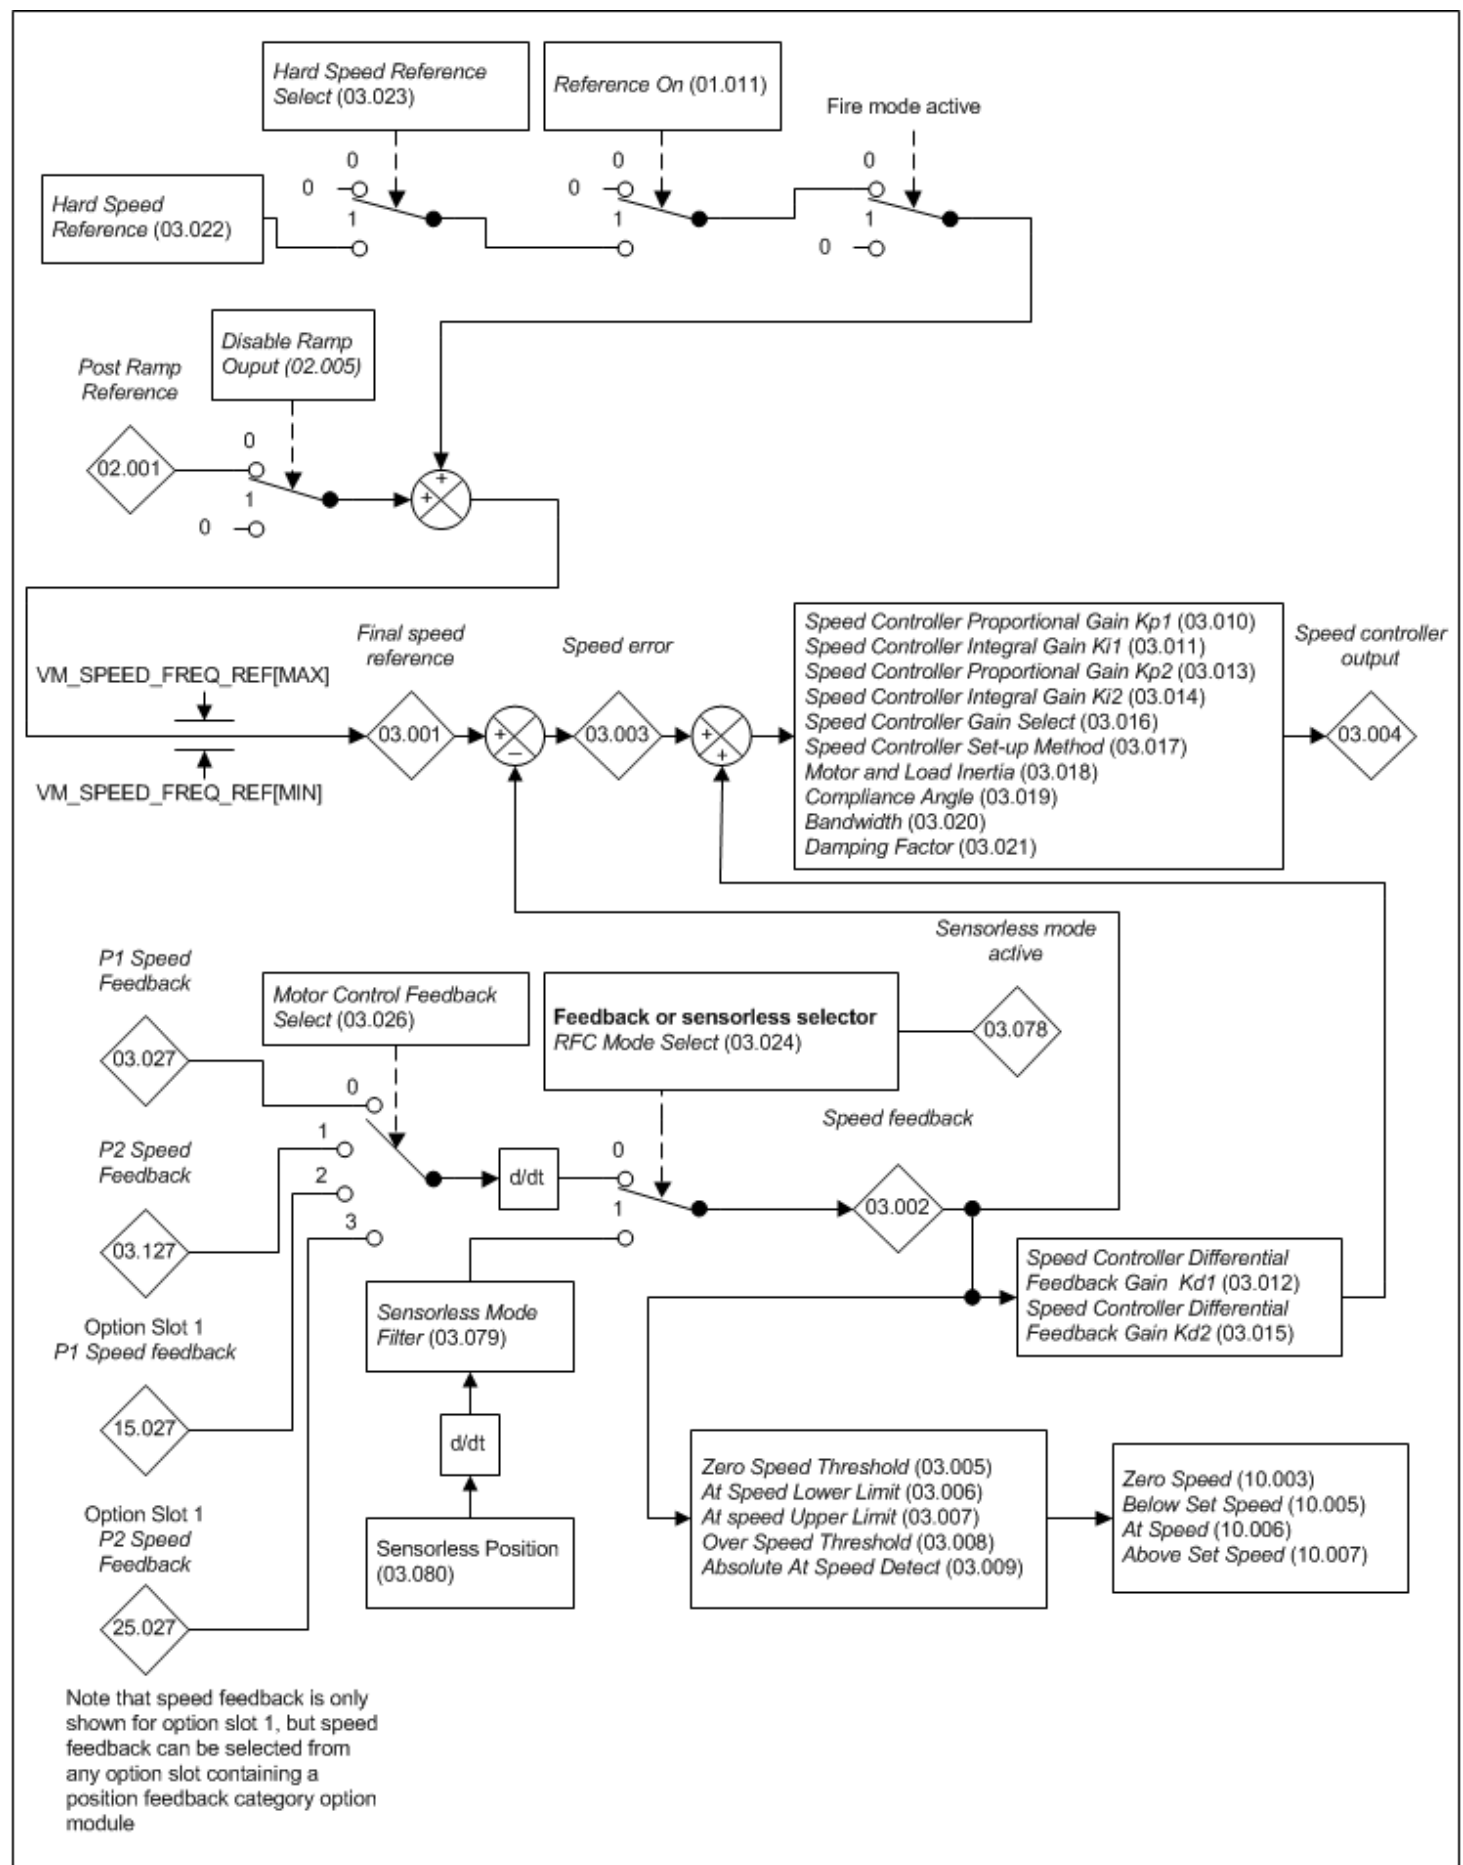 Hard Speed Reference
Select (03.023)
Reference On (01.011)
Fire mode active
0
0
0
0
0
Hard Speed
Reference (03.022)
1
1
1
0
Disable Ramp
Ouput (02.005)
Post Ramp
Reference
0
02.001
+
+
1
0
Final speed
reference
Speed error
Speed Controller Proportional Gain Kp1 (03.010)
Speed Controller Integral Gain Ki1 (03.011)
Speed Controller Proportional Gain Kp2 (03.013)
Speed Controller Integral Gain Ki2 (03.014)
Speed Controller Gain Select (03.016)
Speed Controller Set-up Method (03.017)
Motor and Load Inertia (03.018)
Compliance Angle (03.019)
Bandwidth (03.020)
Damping Factor (03.021)
Speed controller
output
VM_SPEED_FREQ_REF[MAX]
03.001
+
–
03.003
+
+
03.004
VM_SPEED_FREQ_REF[MIN]
Sensorless mode
active
P1 Speed
Feedback
Motor Control Feedback
Select (03.026)
Feedback or sensorless selector
RFC Mode Select (03.024)
03.078
03.027
0
Speed feedback
P2 Speed
Feedback
1
2
3
d/dt
0
1
03.002
03.127
Speed Controller Differential
Feedback Gain Kd1 (03.012)
Speed Controller Differential
Feedback Gain Kd2 (03.015)
Option Slot 1
P1 Speed feedback
Sensorless Mode
Filter (03.079)
15.027
d/dt
Zero Speed Threshold (03.005)
At Speed Lower Limit (03.006)
At speed Upper Limit (03.007)
Over Speed Threshold (03.008)
Absolute At Speed Detect (03.009)
Zero Speed (10.003)
Below Set Speed (10.005)
At Speed (10.006)
Above Set Speed (10.007)
Option Slot 1
P2 Speed
Feedback
Sensorless Position
(03.080)
25.027
Note that speed feedback is only
shown for option slot 1, but speed
feedback can be selected from
any option slot containing a
position feedback category option
module